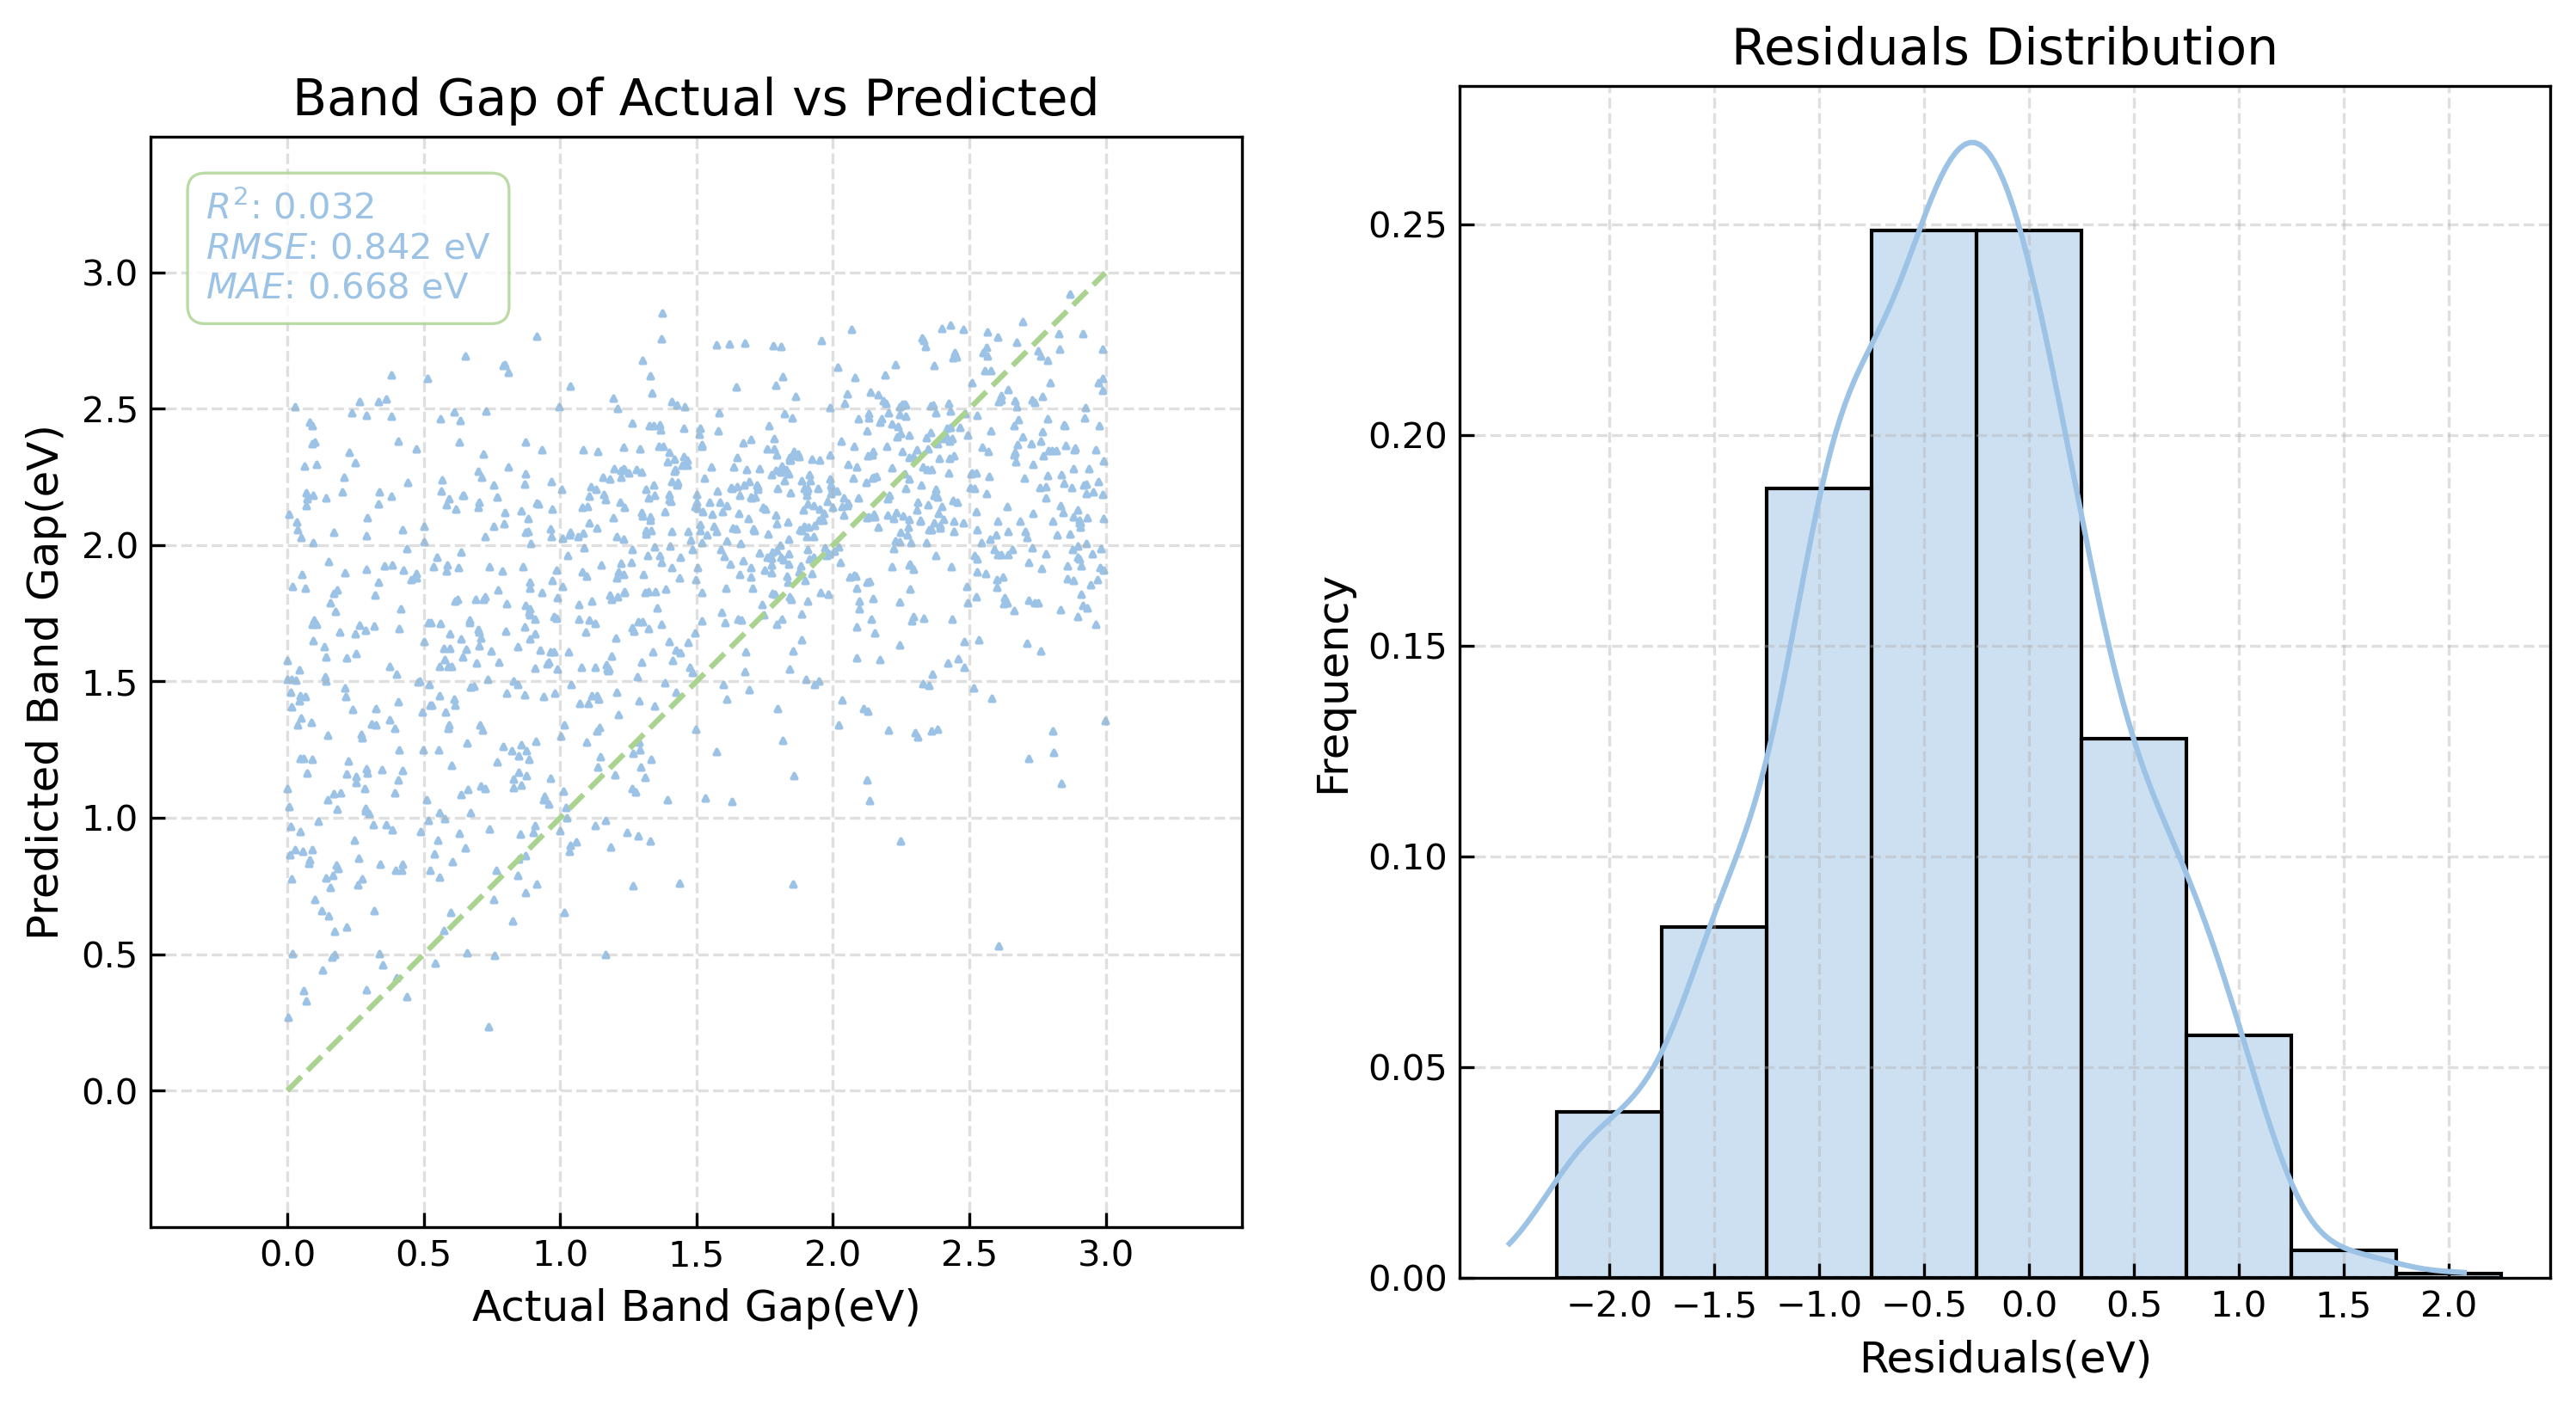 Band Gap of Actual vs Predicted
R²: 0.032
RMSE: 0.842 eV
MAE: 0.668 eV
3.0
2.5
2.0
1.5
1.0
0.5
0.0
Predicted Band Gap(eV)
0.0 0.5 1.0 1.5 2.0 2.5 3.0
Actual Band Gap(eV)
Residuals Distribution
0.25
0.20
0.15
0.10
0.05
0.00
Frequency
−2.0 −1.5 −1.0 −0.5 0.0 0.5 1.0 1.5 2.0
Residuals(eV)